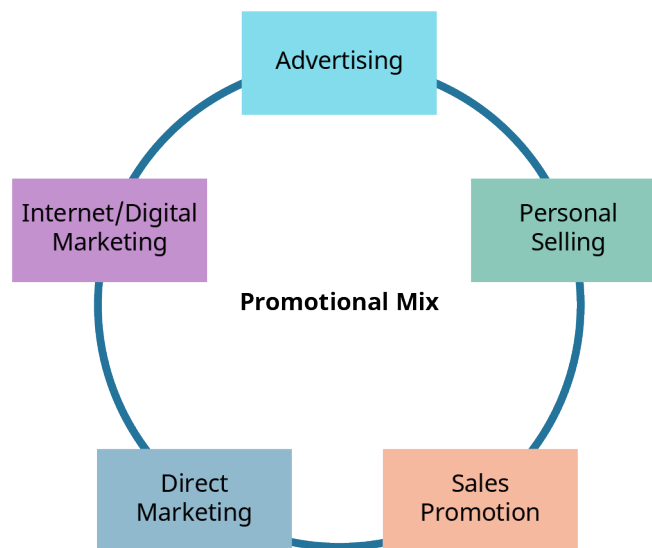 Advertising
Personal
Selling
Sales
Promotion
Direct
Marketing
Internet/Digital
Marketing
Promotional Mix